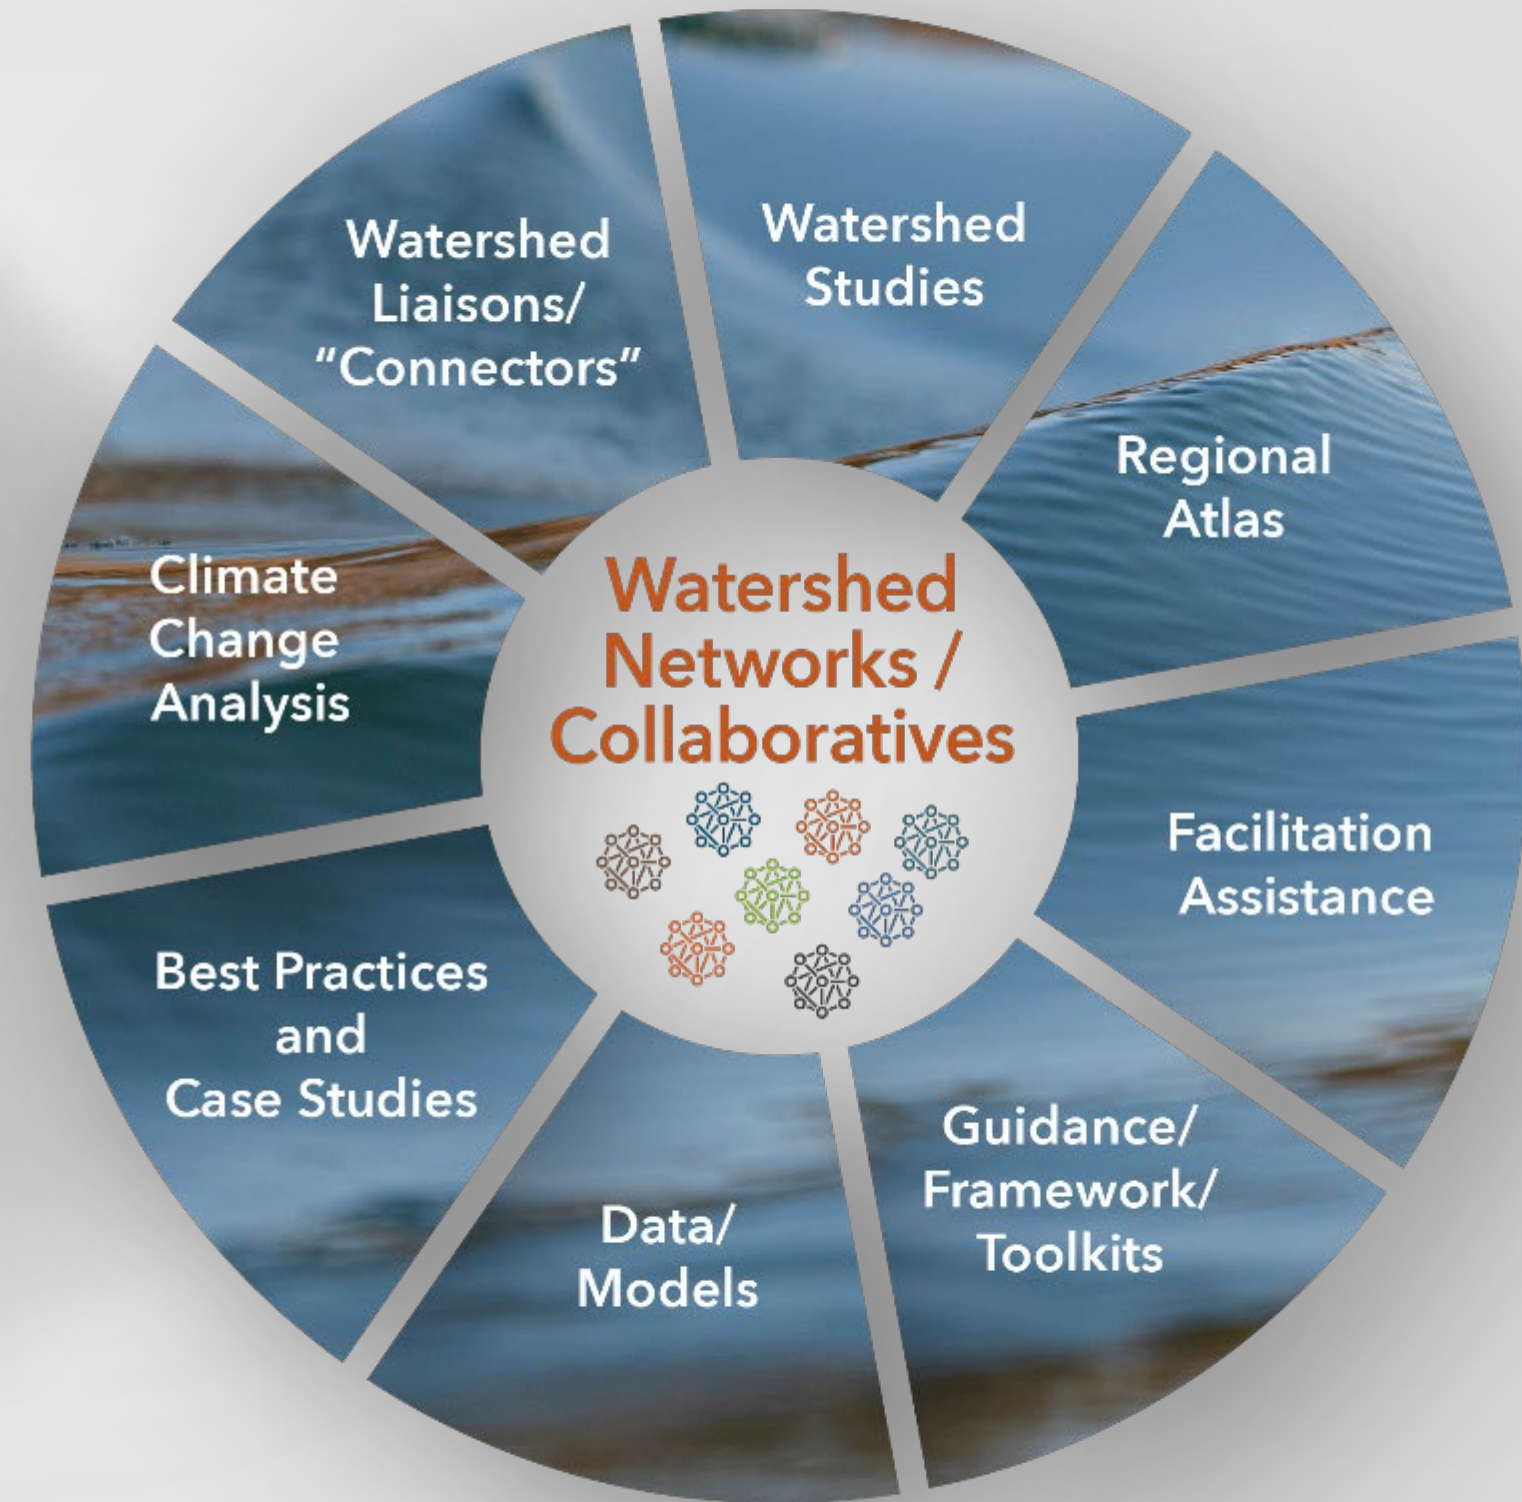 Watershed
Studies
Regional
Atlas
Facilitation
Assistance
Guidance/
Framework/
Toolkits
Data/
Models
Best Practices
and
Case Studies
Climate
Change
Analysis
Watershed
Liaisons/
“Connectors”
Watershed
Networks /
Collaboratives